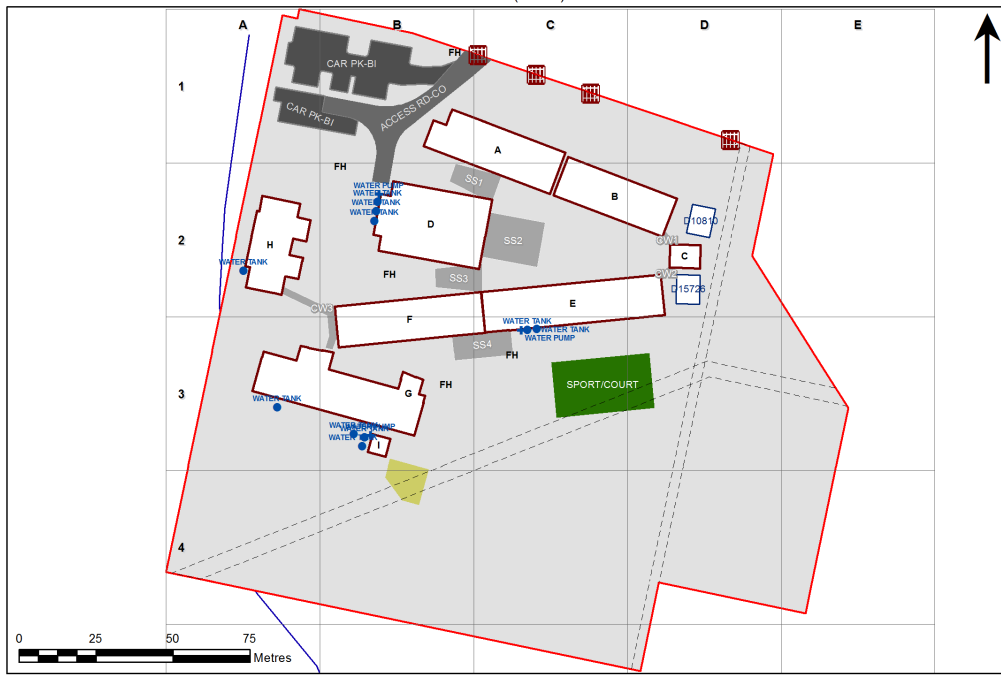 A
B
C
D
E
1
FH
CAR PK-BI
CAR PK-BI
ACCESS RD-CO
A
FH
SS1
WATER PUMP
WATER TANK
WATER TANK
WATER TANK
B
D10810
2
H
D
SS2
CW1
C
WATER TANK
FH
SS3
CW2
D15726
E
CW3
F
WATER TANK
WATER TANK
WATER PUMP
SS4
FH
FH
SPORT/COURT
3
G
WATER TANK
WATER TANK
I
4
0
25
50
75
Metres